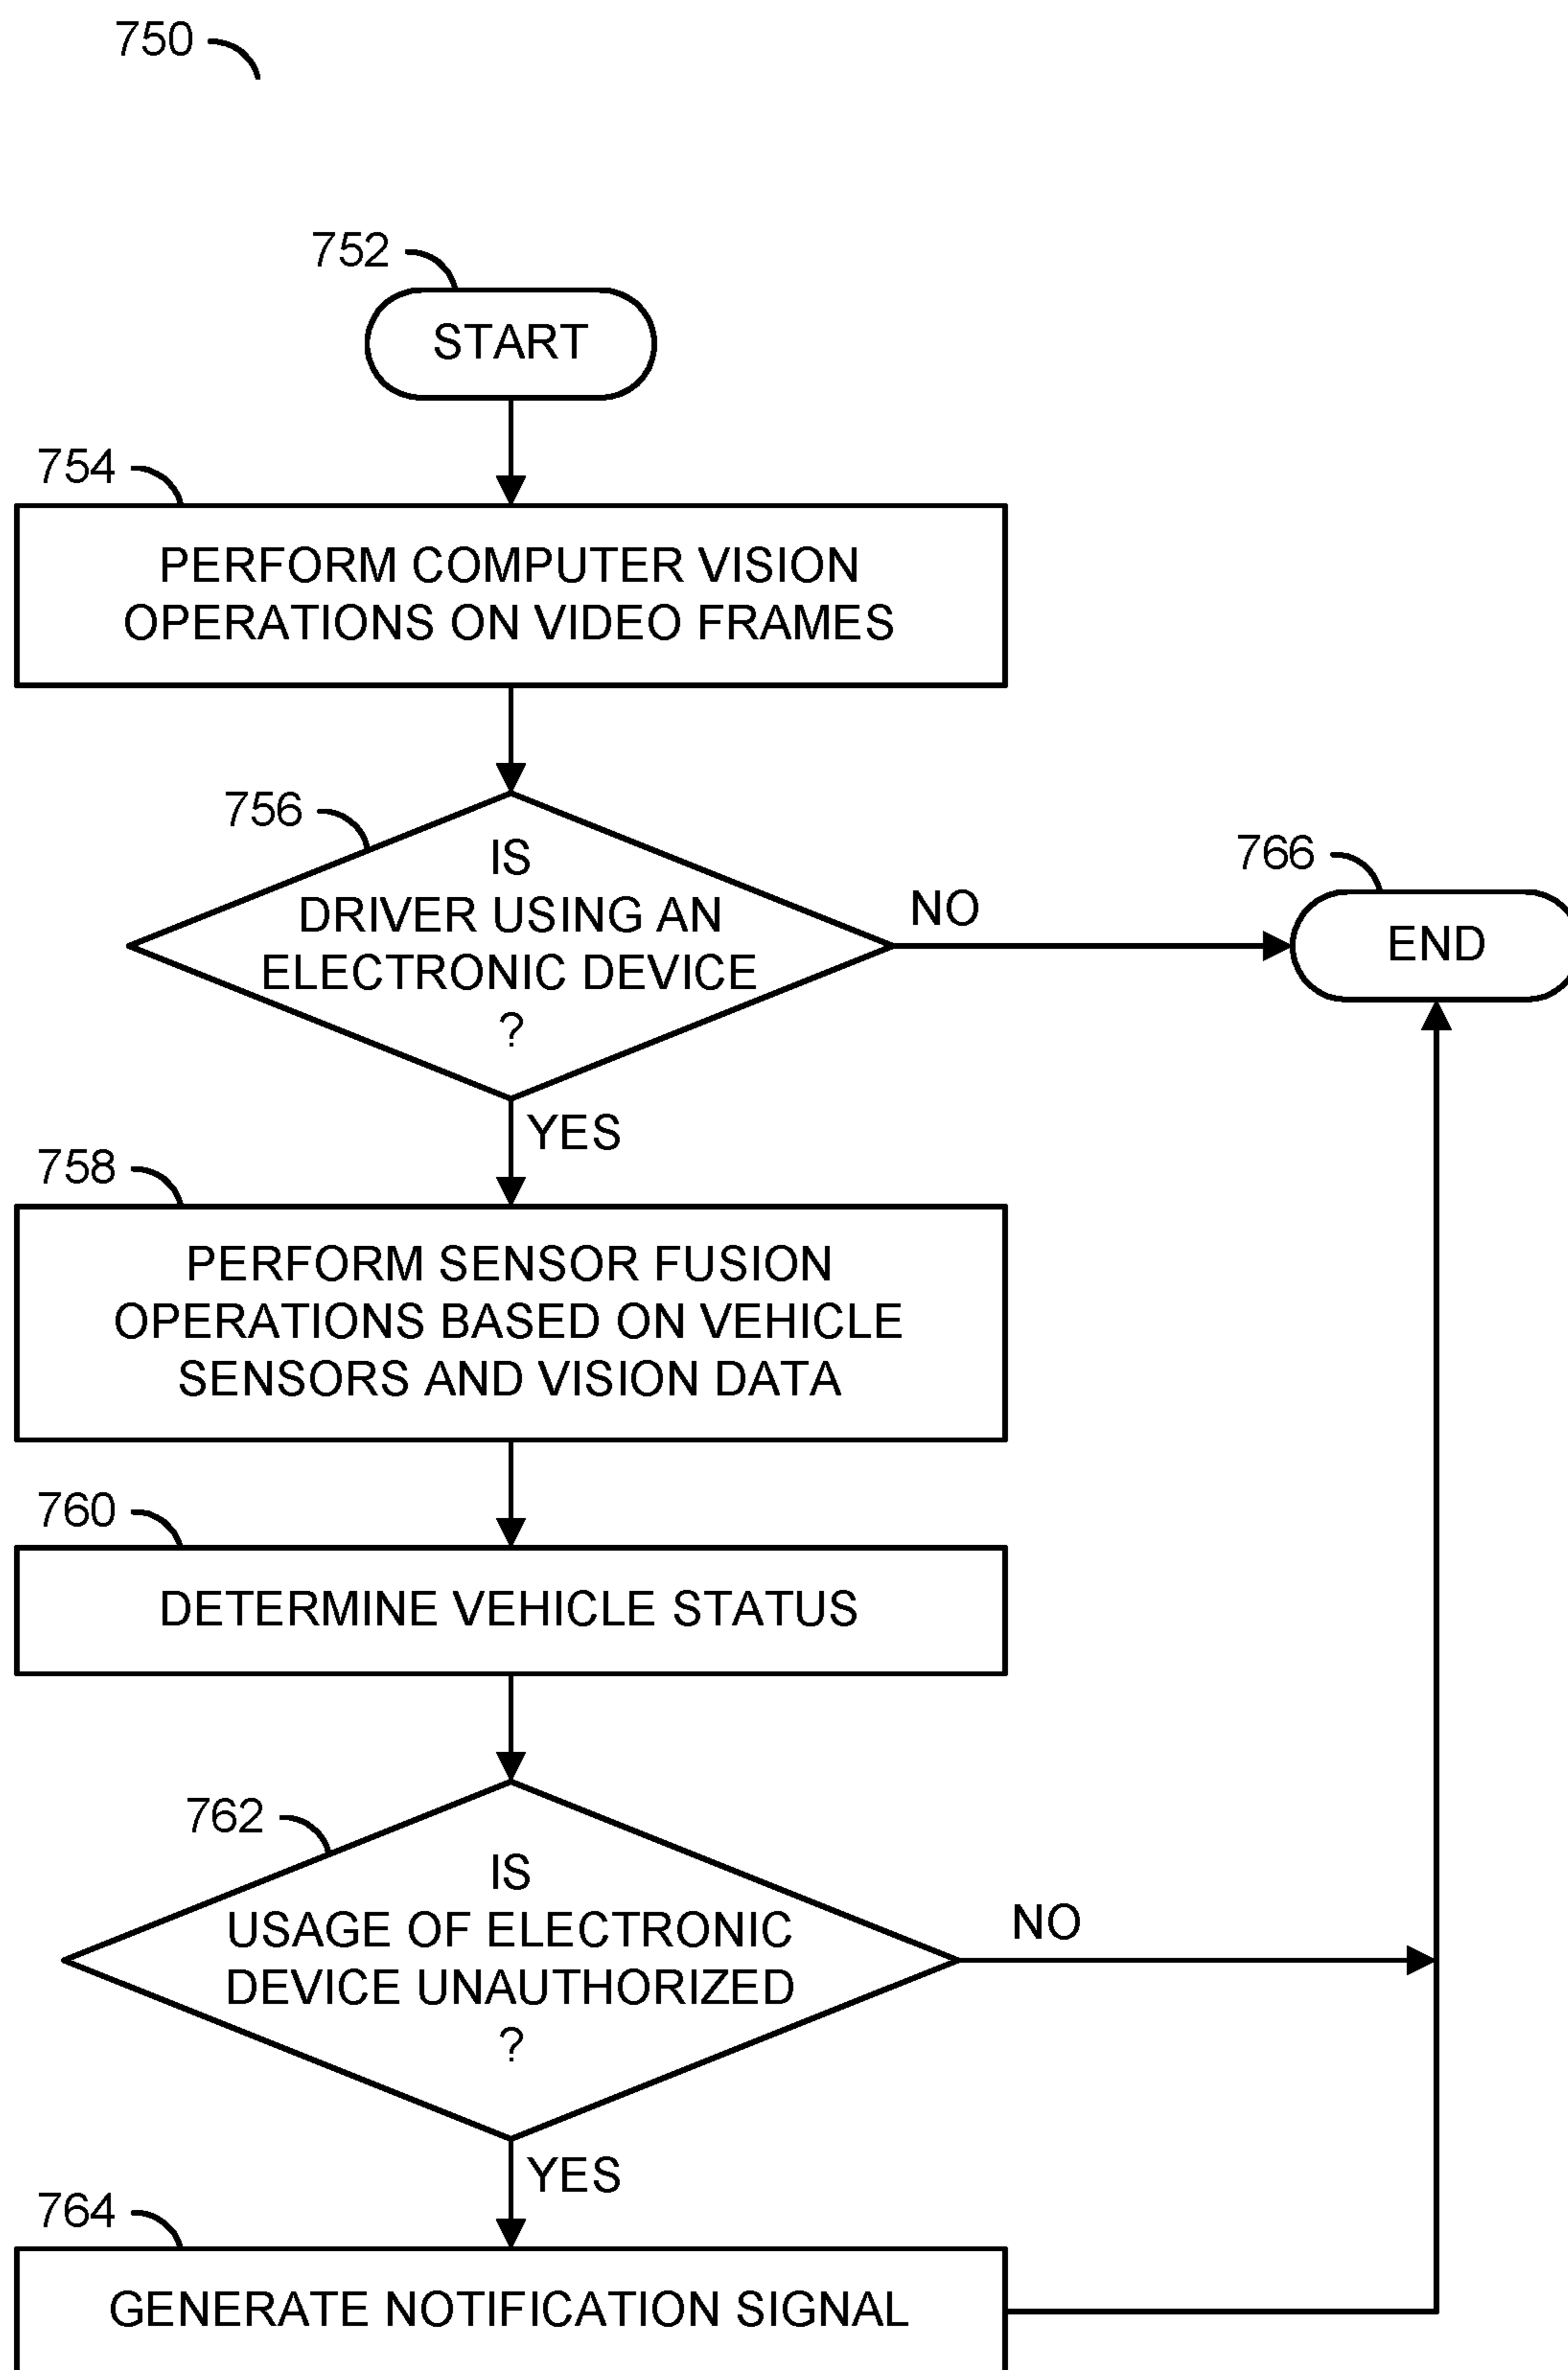 750
752
START
754
PERFORM COMPUTER VISION
OPERATIONS ON VIDEO FRAMES
756
IS
DRIVER USING AN
ELECTRONIC DEVICE
?
NO
766
END
YES
758
PERFORM SENSOR FUSION
OPERATIONS BASED ON VEHICLE
SENSORS AND VISION DATA
760
DETERMINE VEHICLE STATUS
762
IS
USAGE OF ELECTRONIC
DEVICE UNAUTHORIZED
?
NO
YES
764
GENERATE NOTIFICATION SIGNAL